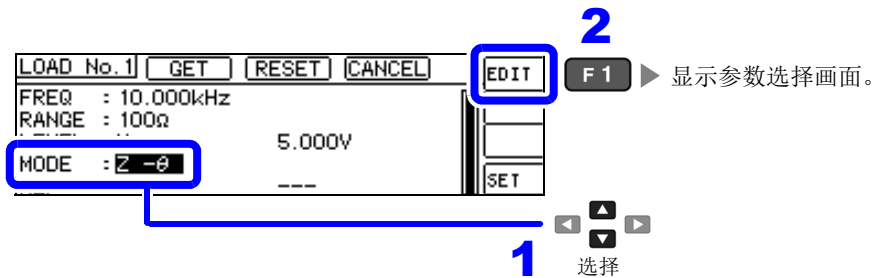 2
LOAD No.1 GET RESET CANCEL EDIT
F1 显示参数选择画面。
FREQ : 10.000kHz
RANGE : 100Ω
5.000V
MODE : Z -θ
---
SET
1
选择